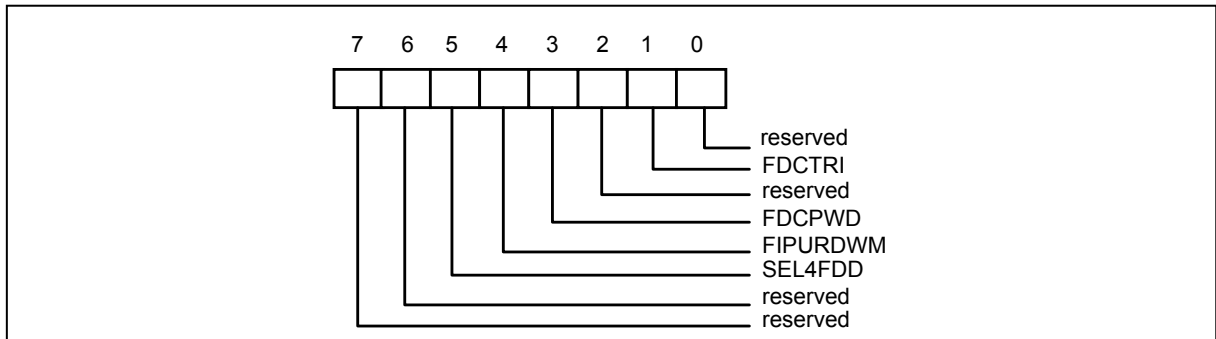 7 6 5 4 3 2 1 0
reserved
FDCTRI
reserved
FDCPWD
FIPURDWM
SEL4FDD
reserved
reserved